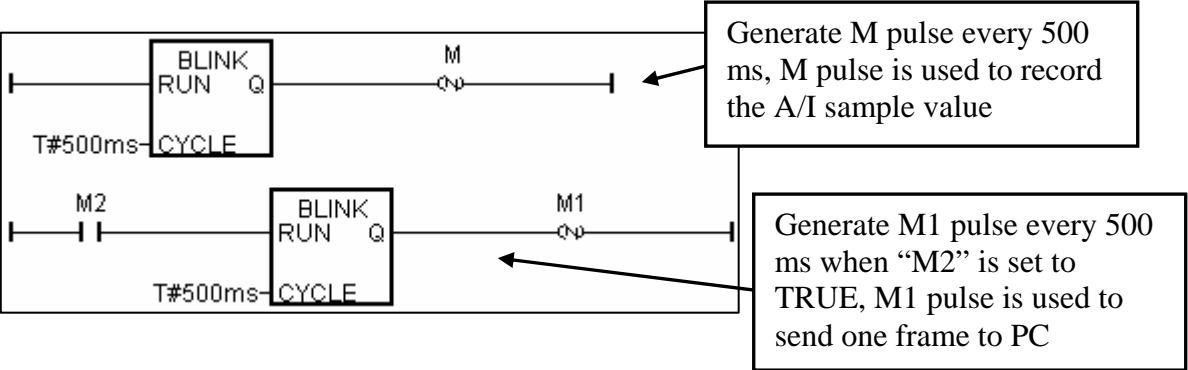 BLINK
M
RUN Q
(N)
T#500ms CYCLE
Generate M pulse every 500
ms, M pulse is used to record
the A/I sample value
M2
BLINK
M1
RUN Q
(N)
T#500ms CYCLE
Generate M1 pulse every 500
ms when “M2” is set to
TRUE, M1 pulse is used to
send one frame to PC